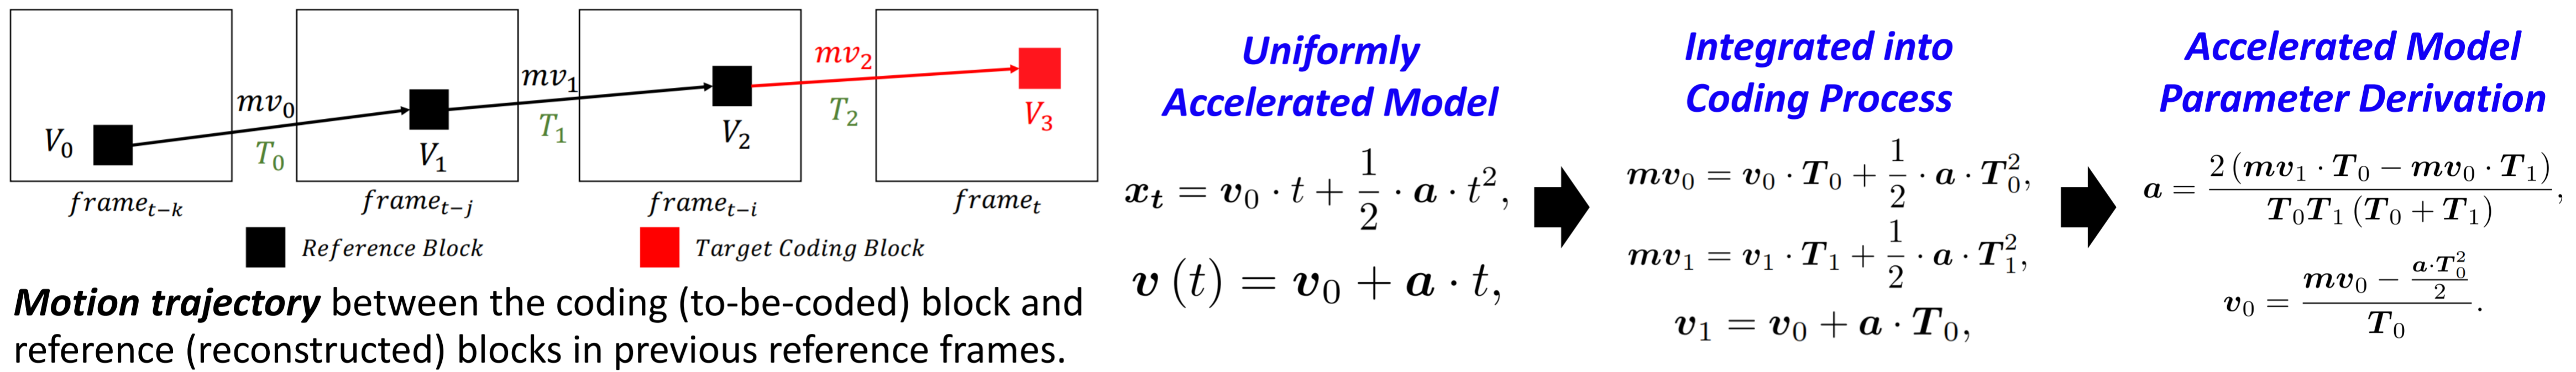 V₀
mv₀
T₀
V₁
mv₁
T₁
V₂
mv₂
T₂
V₃
frameₜ₋ₖ
frameₜ₋ⱼ
frameₜ₋ᵢ
frameₜ
Reference Block
Target Coding Block
Motion trajectory between the coding (to-be-coded) block and
reference (reconstructed) blocks in previous reference frames.
Uniformly
Accelerated Model
xₜ = v₀ · t + 1/2 · a · t²,
v (t) = v₀ + a · t,
Integrated into
Coding Process
mv₀ = v₀ · T₀ + 1/2 · a · T₀²,
mv₁ = v₁ · T₁ + 1/2 · a · T₁²,
v₁ = v₀ + a · T₀,
Accelerated Model
Parameter Derivation
a = 2 (mv₁ · T₀ − mv₀ · T₁) / T₀T₁ (T₀ + T₁),
v₀ = (mv₀ − a·T₀²/2) / T₀.